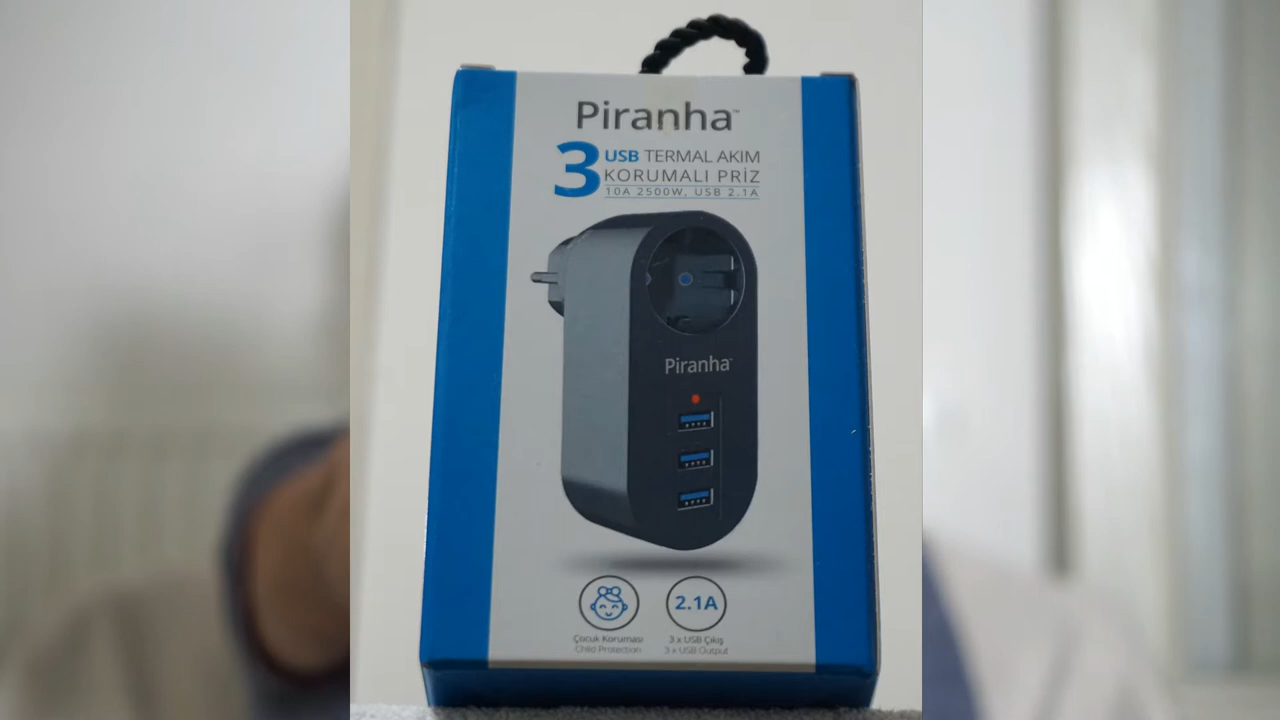 Piranha™
3 USB TERMAL AKIM
KORUMALI PRİZ
10A 2500W, USB 2.1A
Piranha™
2.1A
Çocuk Koruması
Child Protection
3 x USB Çıkış
3 x USB Output